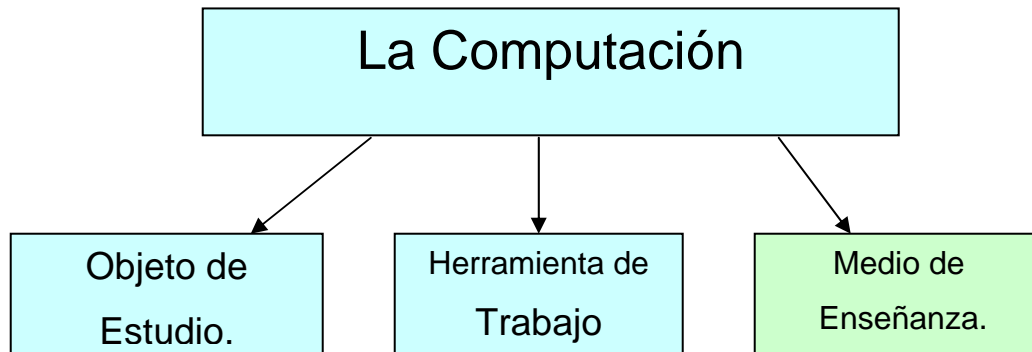 La Computación
Objeto de
Estudio.
Herramienta de
Trabajo
Medio de
Enseñanza.